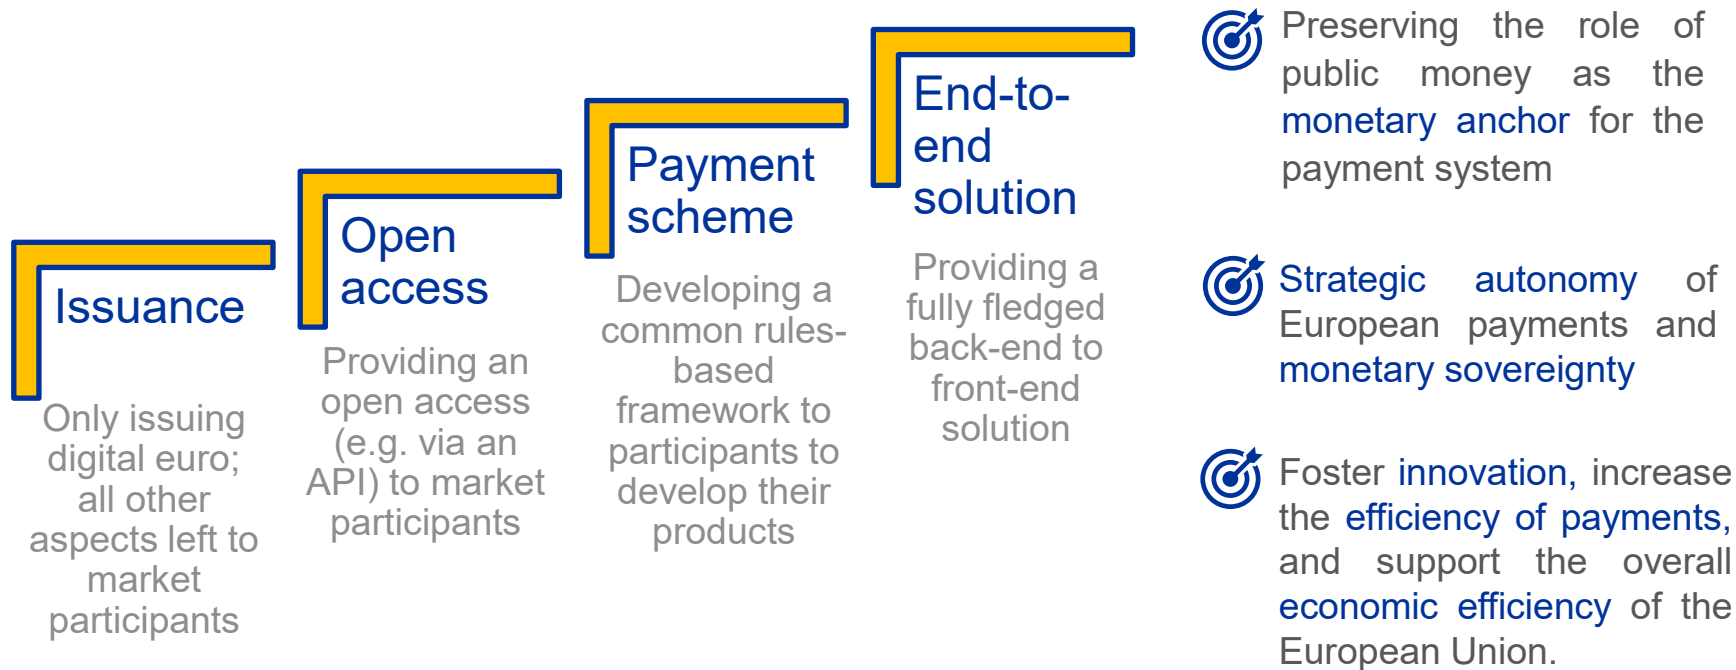 Issuance
Only issuing
digital euro;
all other
aspects left to
market
participants
Open
access
Providing an
open access
(e.g. via an
API) to market
participants
Payment
scheme
Developing a
common rules-
based
framework to
participants to
develop their
products
End-to-
end
solution
Providing a
fully fledged
back-end to
front-end
solution
Preserving the role of
public money as the
monetary anchor for the
payment system
Strategic autonomy of
European payments and
monetary sovereignty
Foster innovation, increase
the efficiency of payments,
and support the overall
economic efficiency of the
European Union.